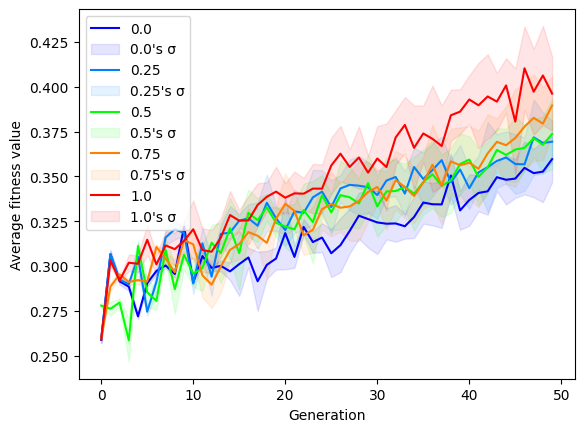 0.0
0.0's σ
0.25
0.25's σ
0.5
0.5's σ
0.75
0.75's σ
1.0
1.0's σ
Average fitness value
0.425
0.400
0.375
0.350
0.325
0.300
0.275
0.250
0 10 20 30 40 50
Generation